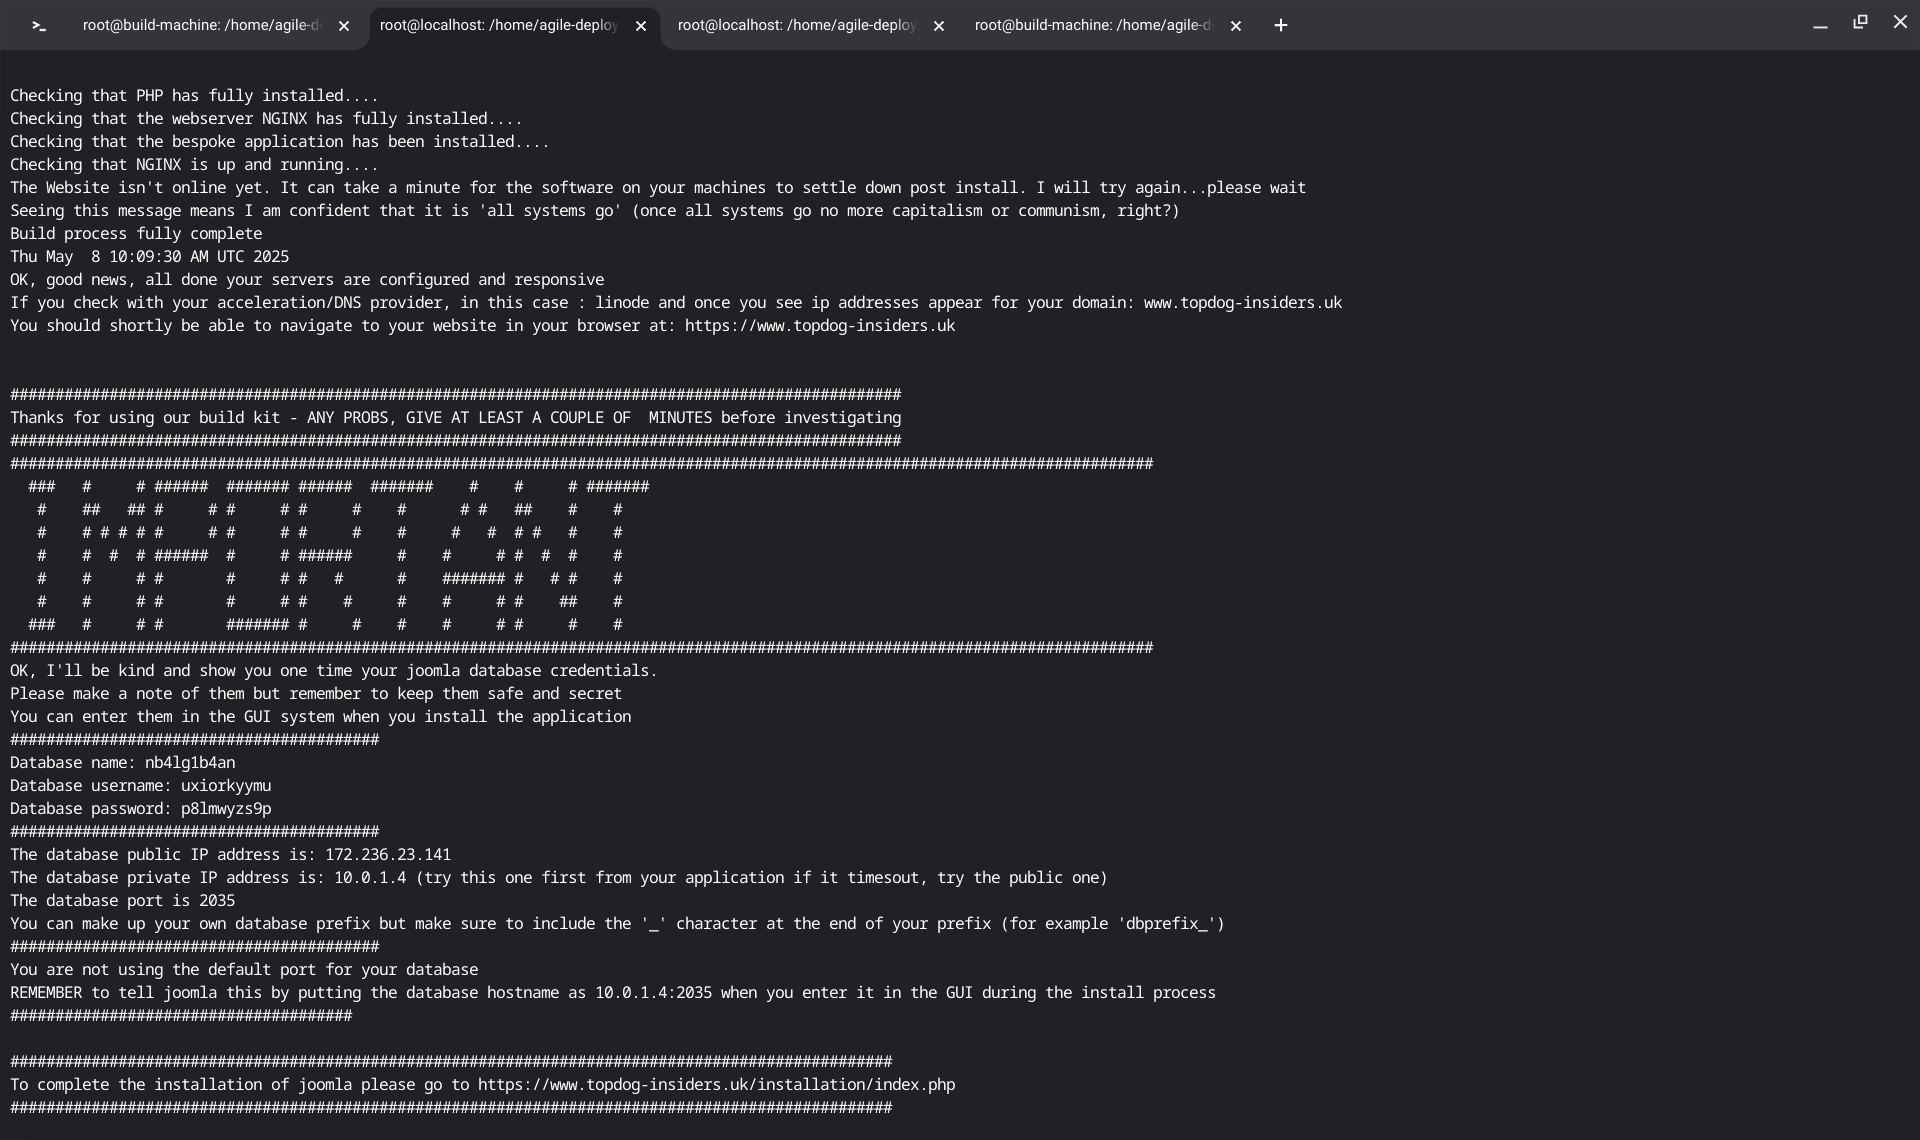 root@build-machine: /home/agile-d
root@localhost: /home/agile-deploy
root@localhost: /home/agile-deploy
root@build-machine: /home/agile-d
Checking that PHP has fully installed....
Checking that the webserver NGINX has fully installed....
Checking that the bespoke application has been installed....
Checking that NGINX is up and running....
The Website isn't online yet. It can take a minute for the software on your machines to settle down post install. I will try again...please wait
Seeing this message means I am confident that it is 'all systems go' (once all systems go no more capitalism or communism, right?)
Build process fully complete
Thu May  8 10:09:30 AM UTC 2025
OK, good news, all done your servers are configured and responsive
If you check with your acceleration/DNS provider, in this case : linode and once you see ip addresses appear for your domain: www.topdog-insiders.uk
You should shortly be able to navigate to your website in your browser at: https://www.topdog-insiders.uk
###################################################################################################
Thanks for using our build kit - ANY PROBS, GIVE AT LEAST A COUPLE OF  MINUTES before investigating
###################################################################################################
###############################################################################################################################
IMPORTANT
###############################################################################################################################
OK, I'll be kind and show you one time your joomla database credentials.
Please make a note of them but remember to keep them safe and secret
You can enter them in the GUI system when you install the application
#########################################
Database name: nb4lg1b4an
Database username: uxiorkyymu
Database password: p8lmwyzs9p
#########################################
The database public IP address is: 172.236.23.141
The database private IP address is: 10.0.1.4 (try this one first from your application if it timesout, try the public one)
The database port is 2035
You can make up your own database prefix but make sure to include the '_' character at the end of your prefix (for example 'dbprefix_')
#########################################
You are not using the default port for your database
REMEMBER to tell joomla this by putting the database hostname as 10.0.1.4:2035 when you enter it in the GUI during the install process
######################################
##################################################################################################
To complete the installation of joomla please go to https://www.topdog-insiders.uk/installation/index.php
##################################################################################################